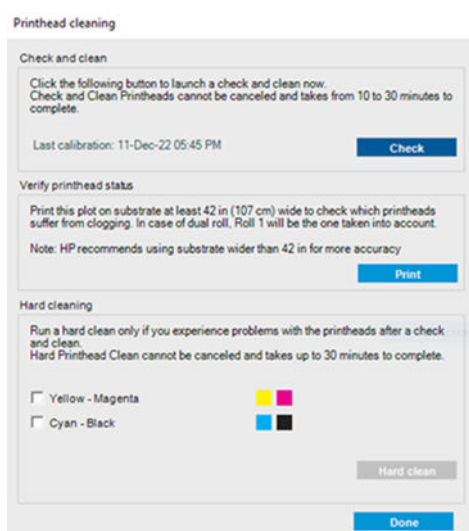 Printhead cleaning
Check and clean
Click the following button to launch a check and clean now.
Check and Clean Printheads cannot be canceled and takes from 10 to 30 minutes to
complete.
Last calibration: 11-Dec-22 05:45 PM
Check
Verify printhead status
Print this plot on substrate at least 42 in (107 cm) wide to check which printheads
suffer from clogging. In case of dual roll, Roll 1 will be the one taken into account.
Note: HP recommends using substrate wider than 42 in for more accuracy
Print
Hard cleaning
Run a hard clean only if you experience problems with the printheads after a check
and clean.
Hard Printhead Clean cannot be canceled and takes up to 30 minutes to complete.
Yellow - Magenta
Cyan - Black
Hard clean
Done